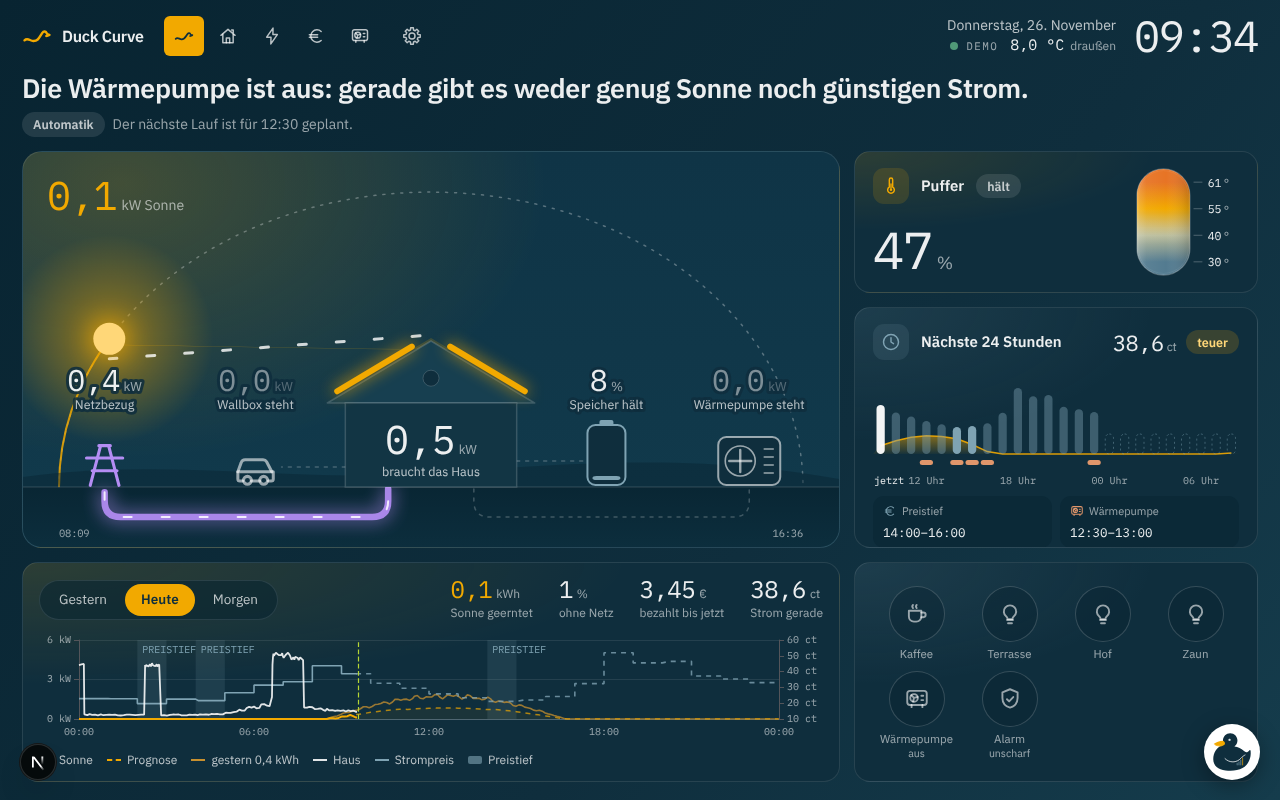 Duck Curve
Donnerstag, 26. November
DEMO 8,0 °C draußen
09:34
Die Wärmepumpe ist aus: gerade gibt es weder genug Sonne noch günstigen Strom.
Automatik Der nächste Lauf ist für 12:30 geplant.
0,1 kW Sonne
0,4 kW
Netzbezug
0,0 kW
Wallbox steht
0,5 kW
braucht das Haus
8 %
Speicher hält
0,0 kW
Wärmepumpe steht
08:09
16:36
Puffer hält
47 %
61°
55°
40°
30°
Nächste 24 Stunden 38,6 ct teuer
jetzt 12 Uhr 18 Uhr 00 Uhr 06 Uhr
Preistief
14:00–16:00
Wärmepumpe
12:30–13:00
Gestern Heute Morgen
0,1 kWh
Sonne geerntet
1 %
ohne Netz
3,45 €
bezahlt bis jetzt
38,6 ct
Strom gerade
6 kW
3 kW
0 kW
PREISTIEF PREISTIEF PREISTIEF
60 ct
50 ct
40 ct
30 ct
20 ct
10 ct
00:00 06:00 12:00 18:00 00:00
N
Sonne Prognose gestern 0,4 kWh Haus Strompreis Preistief
Kaffee Terrasse Hof Zaun
Wärmepumpe
aus
Alarm
unscharf